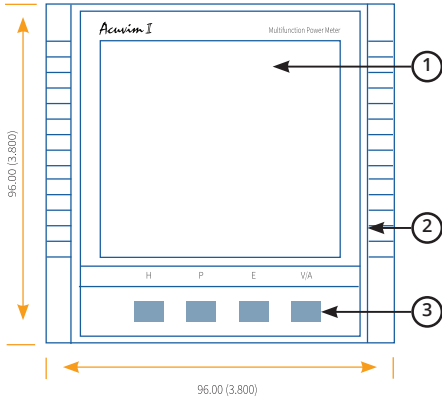 Acuvim II
Multifunction Power Meter
1
96.00 (3.800)
2
H P E V/A
3
96.00 (3.800)